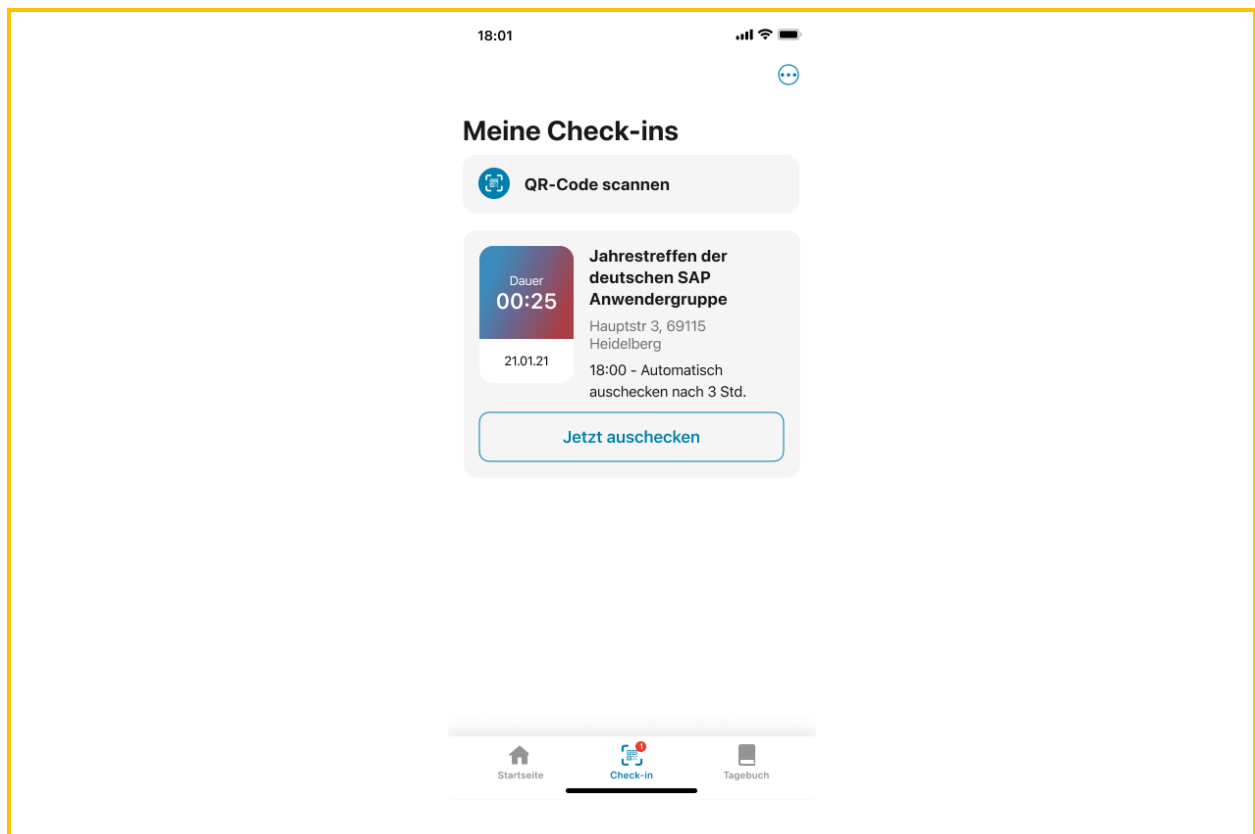 18:01
Meine Check-ins
QR-Code scannen
Dauer
00:25
21.01.21
Jahrestreffen der
deutschen SAP
Anwendergruppe
Hauptstr 3, 69115
Heidelberg
18:00 - Automatisch
auschecken nach 3 Std.
Jetzt auschecken
1
Startseite
Check-in
Tagebuch